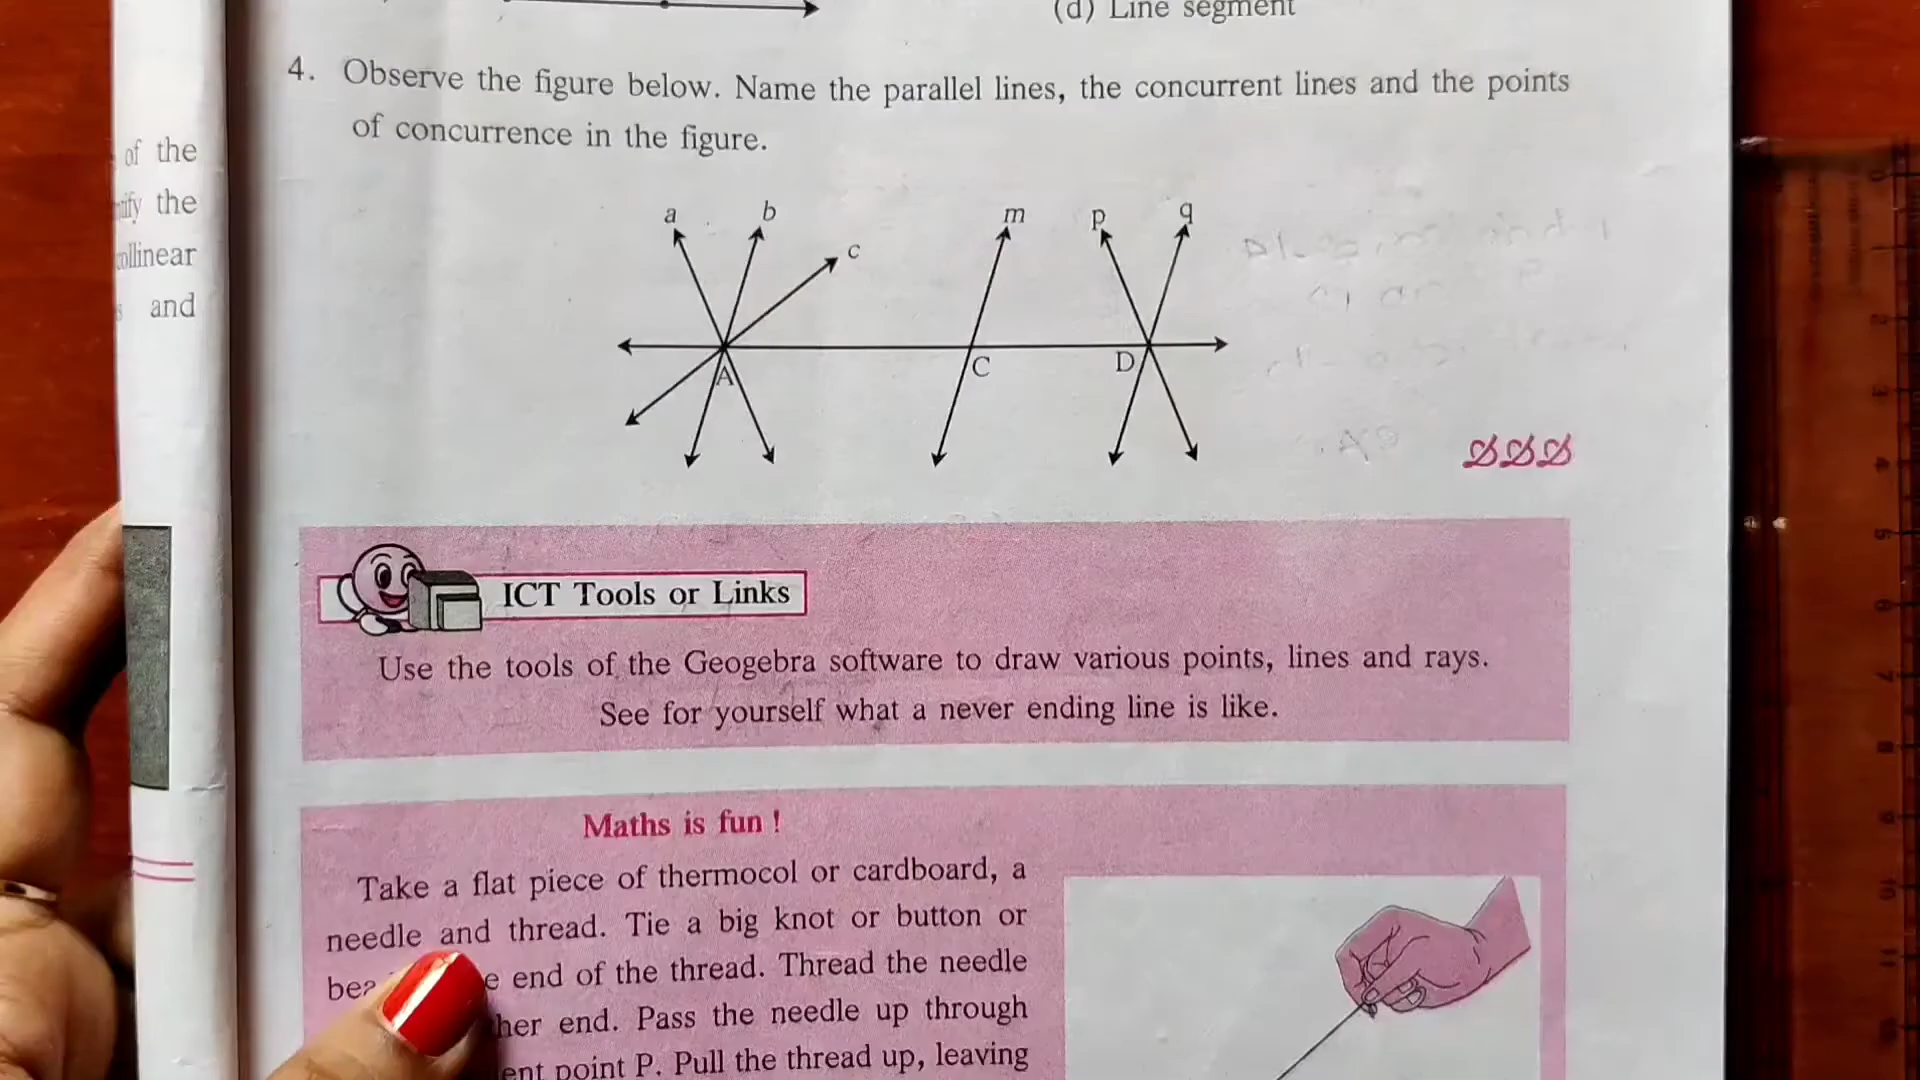 (d) Line segment
4. Observe the figure below. Name the parallel lines, the concurrent lines and the points
of concurrence in the figure.
of the
the
and
a b c m p q
A C D
ICT Tools or Links
Use the tools of the Geogebra software to draw various points, lines and rays.
See for yourself what a never ending line is like.
Maths is fun !
Take a flat piece of thermocol or cardboard, a
needle and thread. Tie a big knot or button or
end of the thread. Thread the needle
end. Pass the needle up through
point P. Pull the thread up, leaving